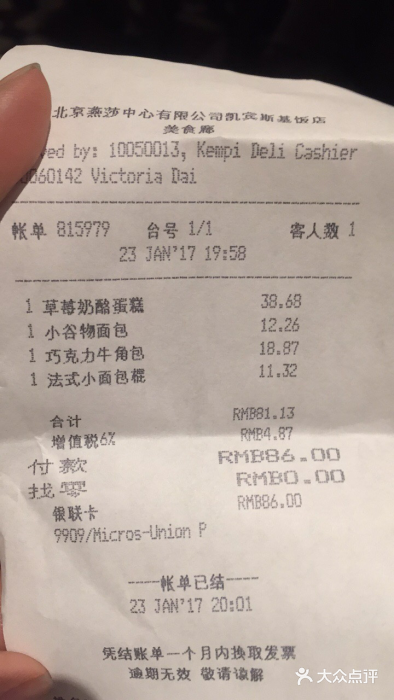 北京燕莎中心有限公司凯宾斯基饭店
美食廊
ved by: 10050013, Kempi Deli Cashier
0060142 Victoria Dai
帐单 815979 台号 1/1 客人数 1
23 JAN'17 19:58
1 草莓奶酪蛋糕 38.68
1 小谷物面包 12.26
1 巧克力牛角包 18.87
1 法式小面包棍 11.32
合计 RMB81.13
增值税6% RMB4.87
付款 RMB86.00
找零 RMB0.00
银联卡 RMB86.00
9909/Micros-Union P
----帐单已结----
23 JAN'17 20:01
凭结账单一个月内换取发票
逾期无效 敬请谅解
大众点评